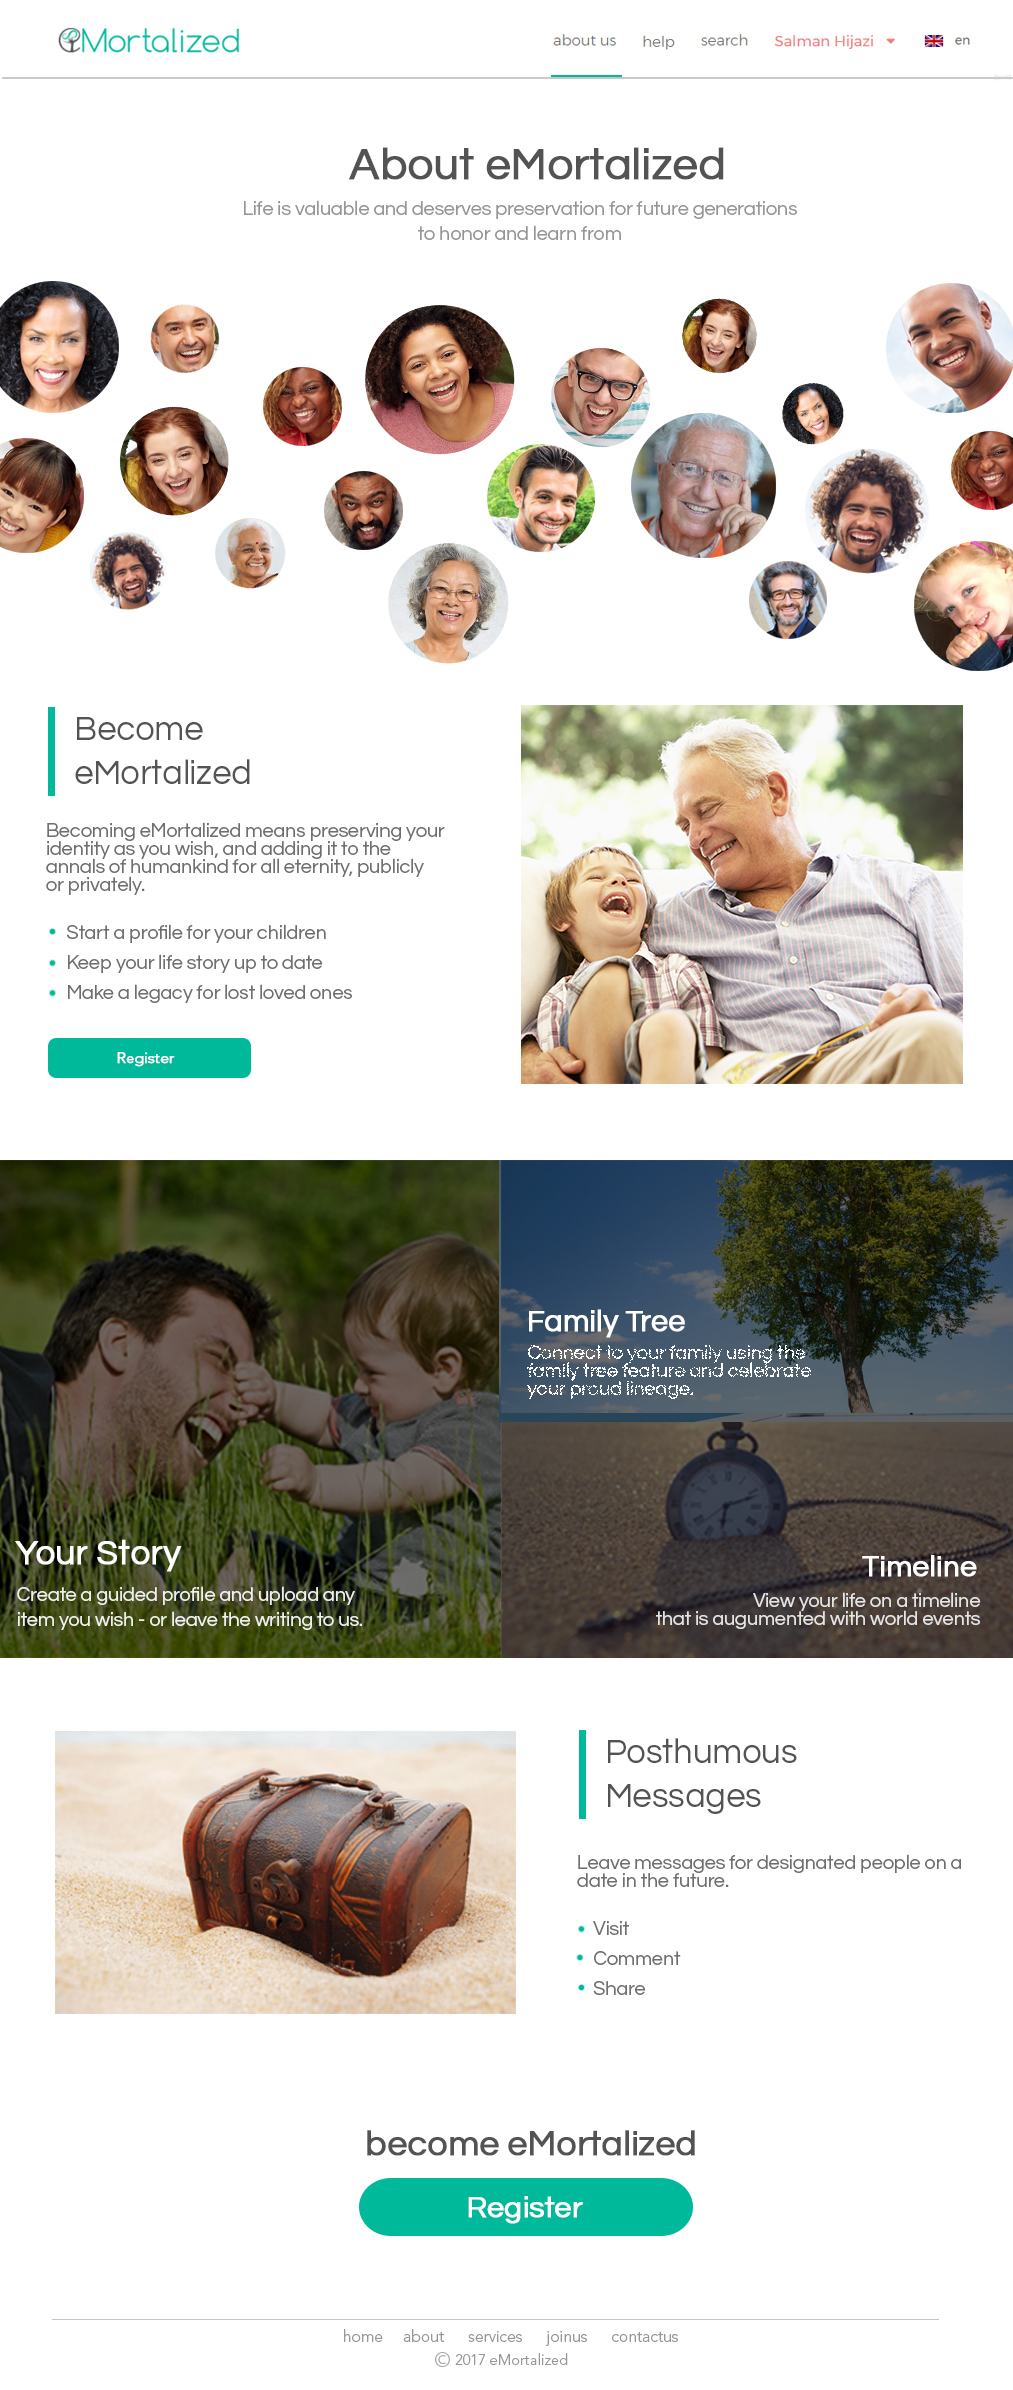 eMortalized
about us help search Salman Hijazi en
About eMortalized
Life is valuable and deserves preservation for future generations
to honor and learn from
Become
eMortalized
Becoming eMortalized means preserving your
identity as you wish, and adding it to the
annals of humankind for all eternity, publicly
or privately.
Start a profile for your children
Keep your life story up to date
Make a legacy for lost loved ones
Register
Family Tree
Connect to your family using the
family tree feature and celebrate
your proud lineage.
Your Story
Create a guided profile and upload any
item you wish - or leave the writing to us.
Timeline
View your life on a timeline
that is augumented with world events
Posthumous
Messages
Leave messages for designated people on a
date in the future.
Visit
Comment
Share
become eMortalized
Register
home about services joinus contactus
© 2017 eMortalized